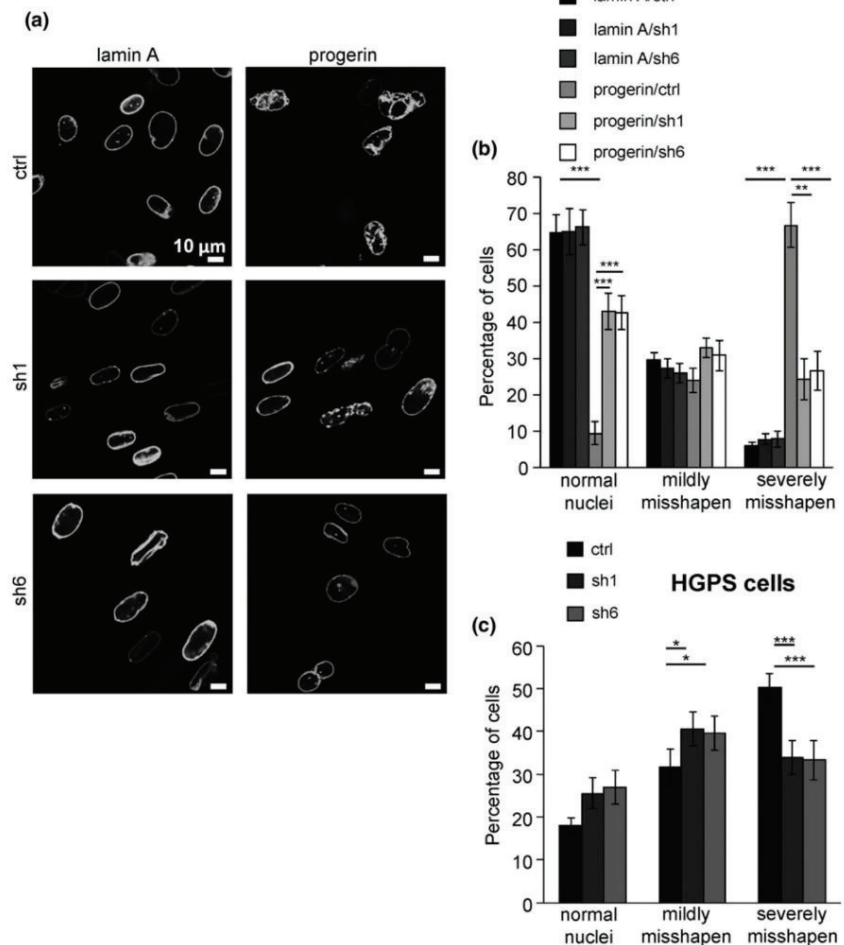 (a)
lamin A progerin
ctrl
10 µm
sh1
sh6
lamin A/ctrl
lamin A/sh1
lamin A/sh6
progerin/ctrl
progerin/sh1
progerin/sh6
(b)
Percentage of cells
80
70
60
50
40
30
20
10
0
***
***
***
***
***
**
normal
nuclei
mildly
misshapen
severely
misshapen
ctrl
sh1
sh6
HGPS cells
(c)
Percentage of cells
60
50
40
30
20
10
0
*
*
***
***
normal
nuclei
mildly
misshapen
severely
misshapen